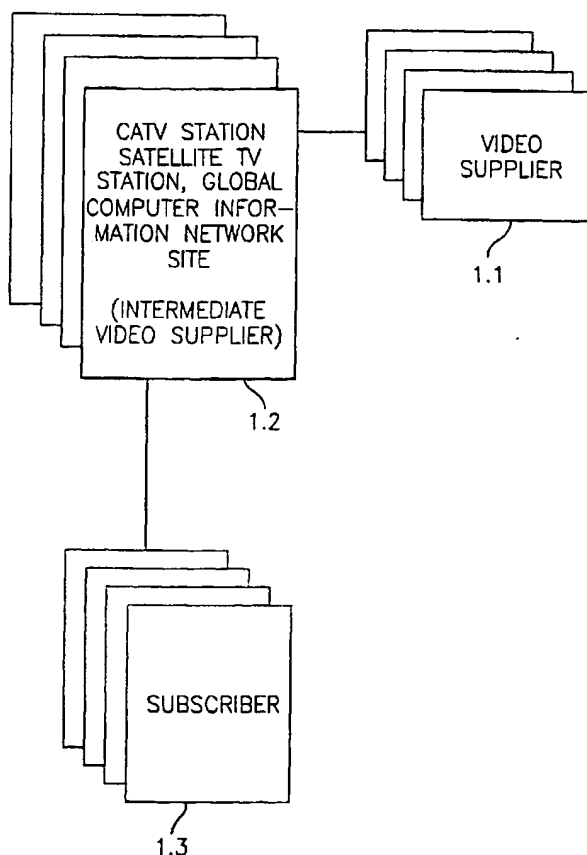 CATV STATION
SATELLITE TV
STATION, GLOBAL
COMPUTER INFOR-
MATION NETWORK
SITE
(INTERMEDIATE
VIDEO SUPPLIER)
1.2
VIDEO
SUPPLIER
1.1
SUBSCRIBER
1.3